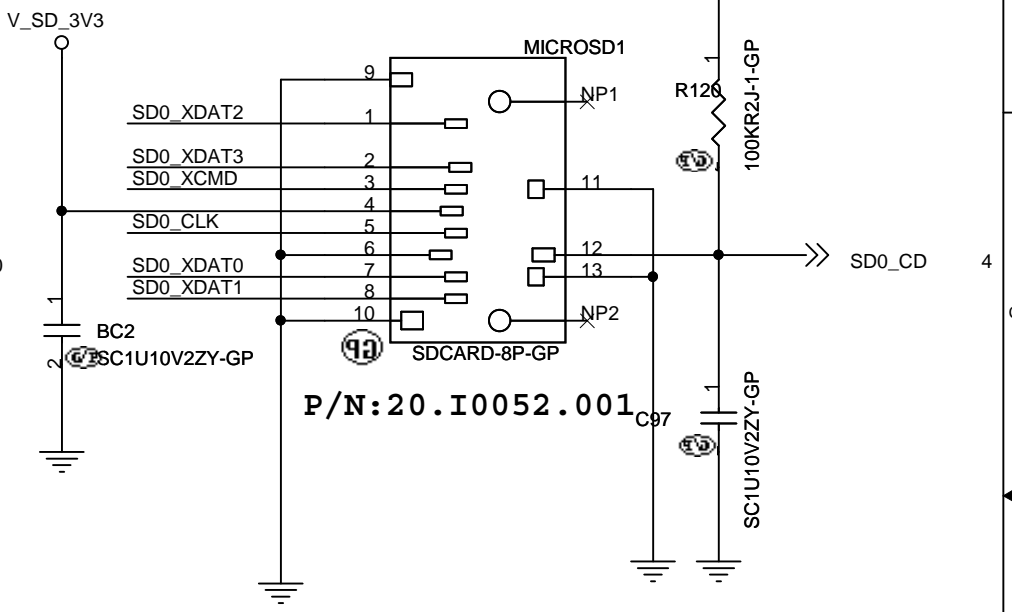 V_SD_3V3
MICROSD1
9
NP1
R120
1
100KR2J-1-GP
SD0_XDAT2
1
SD0_XDAT3
2
SD0_XCMD
3
11
4
SD0_CLK
5
6
12
SD0_CD
4
SD0_XDAT0
7
13
SD0_XDAT1
8
1
10
NP2
BC2
2
SC1U10V2ZY-GP
SDCARD-8P-GP
P/N:20.I0052.001
C97
1
SC1U10V2ZY-GP